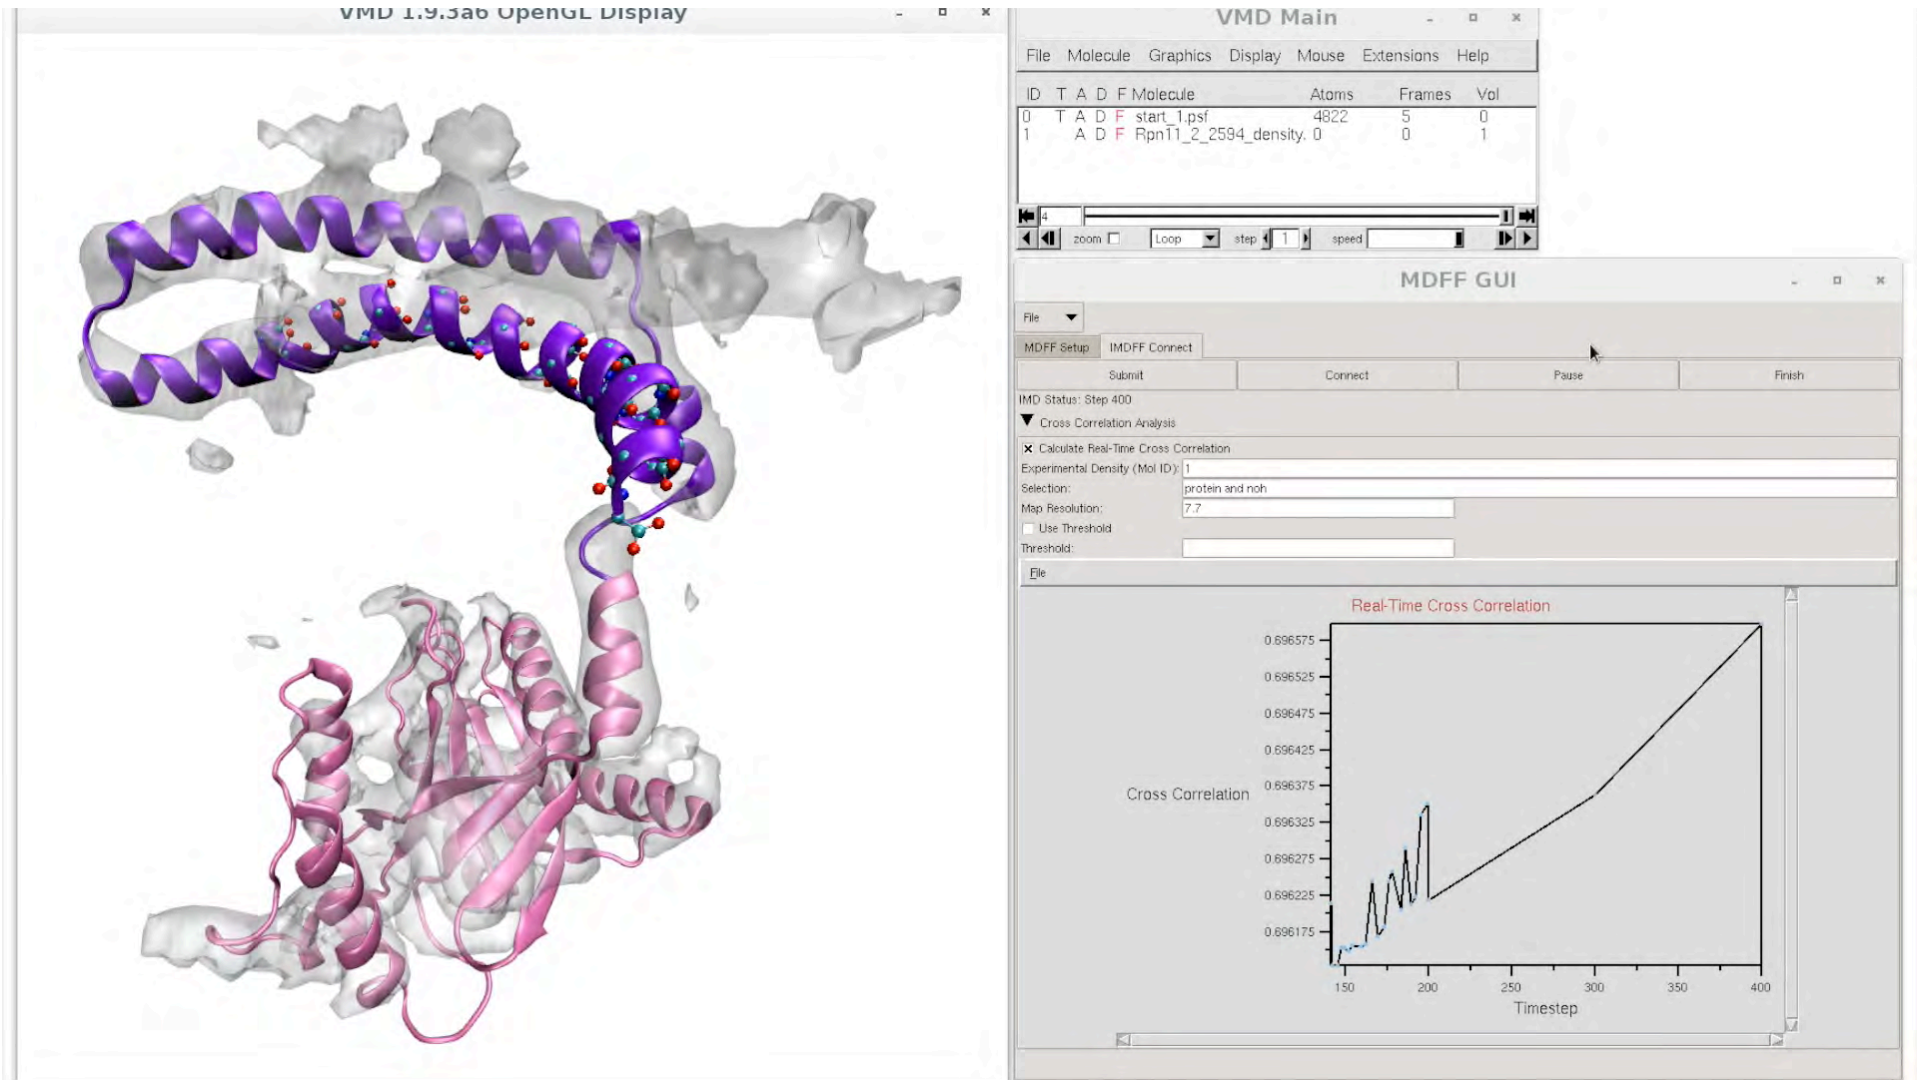 VMD 1.9.3a6 OpenGL Display
VMD Main
File Molecule Graphics Display Mouse Extensions Help
ID T A D F Molecule Atoms Frames Vol
0 T A D F start_1.psf 4822 5 0
1 A D F Rpn11_2_2594_density. 0 0 1
4
zoom Loop step 1 speed
MDFF GUI
File
MDFF Setup IMDFF Connect
Submit Connect Pause Finish
IMD Status: Step 400
Cross Correlation Analysis
Calculate Real-Time Cross Correlation
Experimental Density (Mol ID): 1
Selection: protein and noh
Map Resolution: 7.7
Use Threshold
Threshold:
File
Real-Time Cross Correlation
0.696575
0.696525
0.696475
0.696425
0.696375
Cross Correlation
0.696325
0.696275
0.696225
0.696175
150 200 250 300 350 400
Timestep